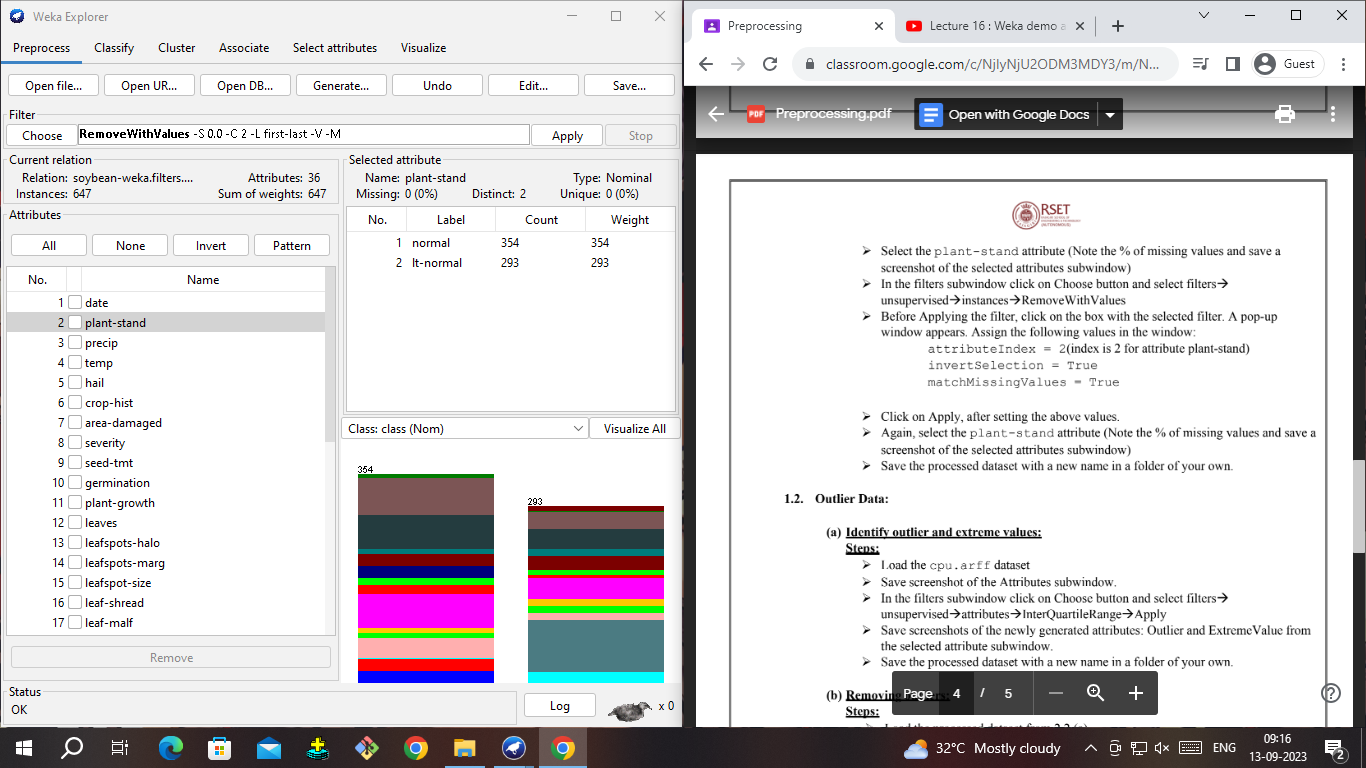 Weka Explorer
Preprocess Classify Cluster Associate Select attributes Visualize
Open file... Open UR... Open DB... Generate... Undo Edit... Save...
Filter
Choose RemoveWithValues -S 0.0 -C 2 -L first-last -V -M Apply Stop
Current relation
Relation: soybean-weka.filters.... Attributes: 36
Instances: 647 Sum of weights: 647
Attributes
All None Invert Pattern
No. Name
1 date
2 plant-stand
3 precip
4 temp
5 hail
6 crop-hist
7 area-damaged
8 severity
9 seed-tmt
10 germination
11 plant-growth
12 leaves
13 leafspots-halo
14 leafspots-marg
15 leafspot-size
16 leaf-shread
17 leaf-malf
Remove
Selected attribute
Name: plant-stand Type: Nominal
Missing: 0 (0%) Distinct: 2 Unique: 0 (0%)
No. Label Count Weight
1 normal 354 354
2 lt-normal 293 293
Class: class (Nom) Visualize All
354
293
Status
OK
Log x 0
Preprocessing Lecture 16 : Weka demo a
classroom.google.com/c/NjIyNjU2ODM3MDY3/m/N... Guest
PDF Preprocessing.pdf Open with Google Docs
RSET
➢ Select the plant-stand attribute (Note the % of missing values and save a
screenshot of the selected attributes subwindow)
➢ In the filters subwindow click on Choose button and select filters→
unsupervised→instances→RemoveWithValues
➢ Before Applying the filter, click on the box with the selected filter. A pop-up
window appears. Assign the following values in the window:
attributeIndex = 2(index is 2 for attribute plant-stand)
invertSelection = True
matchMissingValues = True
➢ Click on Apply, after setting the above values.
➢ Again, select the plant-stand attribute (Note the % of missing values and save a
screenshot of the selected attributes subwindow)
➢ Save the processed dataset with a new name in a folder of your own.
1.2. Outlier Data:
(a) Identify outlier and extreme values:
Steps:
➢ Load the cpu.arff dataset
➢ Save screenshot of the Attributes subwindow.
➢ In the filters subwindow click on Choose button and select filters→
unsupervised→attributes→InterQuartileRange→Apply
➢ Save screenshots of the newly generated attributes: Outlier and ExtremeValue from
the selected attribute subwindow.
➢ Save the processed dataset with a new name in a folder of your own.
(b) Removing
Steps:
Page 4 / 5
32°C Mostly cloudy ENG 09:16
13-09-2023 2